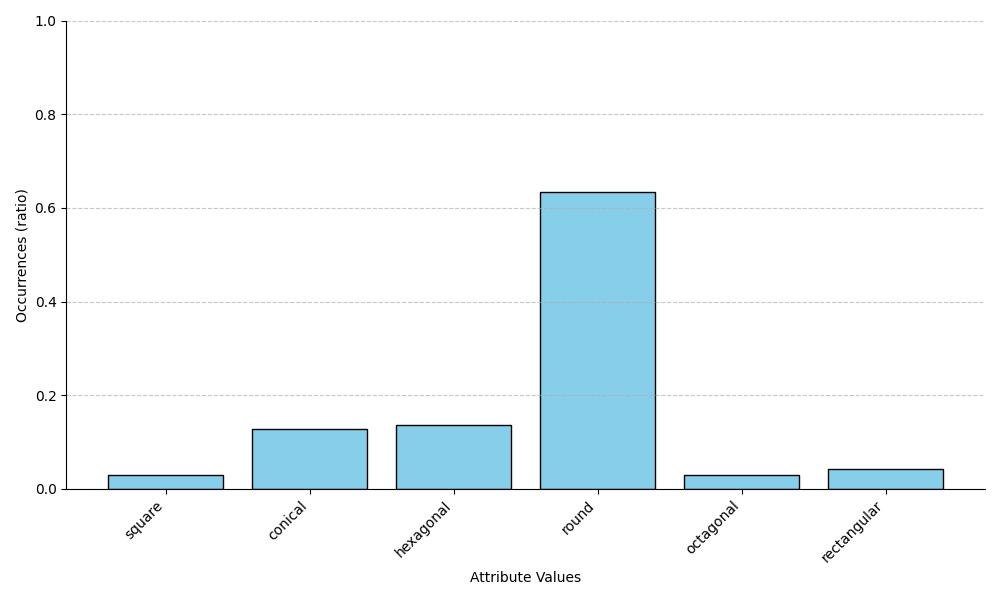 1.0
0.8
0.6
0.4
0.2
0.0
Occurrences (ratio)
square
conical
hexagonal
round
octagonal
rectangular
Attribute Values